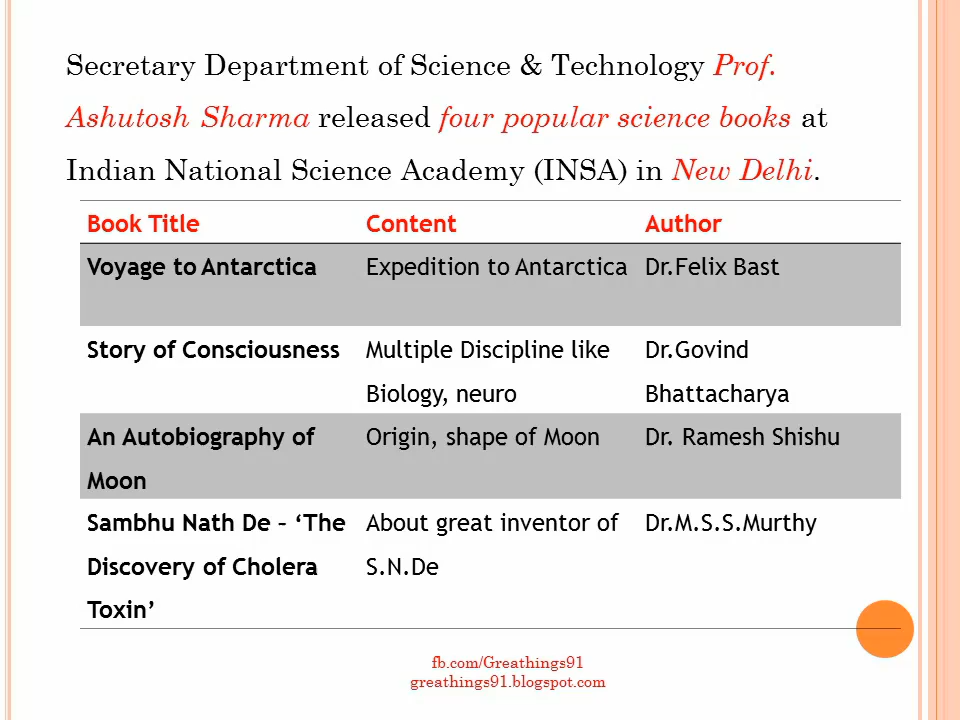 Secretary Department of Science & Technology Prof.
Ashutosh Sharma released four popular science books at
Indian National Science Academy (INSA) in New Delhi.
Book Title Content Author
Voyage to Antarctica Expedition to Antarctica Dr.Felix Bast
Story of Consciousness Multiple Discipline like Dr.Govind
Biology, neuro Bhattacharya
An Autobiography of Origin, shape of Moon Dr. Ramesh Shishu
Moon
Sambhu Nath De – ‘The About great inventor of Dr.M.S.S.Murthy
Discovery of Cholera S.N.De
Toxin’
fb.com/Greathings91
greathings91.blogspot.com